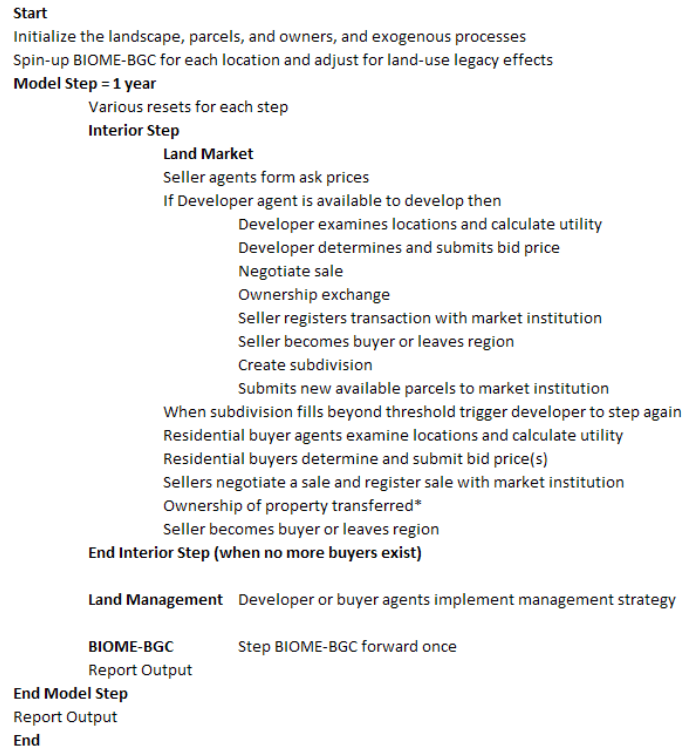 Start
Initialize the landscape, parcels, and owners, and exogenous processes
Spin-up BIOME-BGC for each location and adjust for land-use legacy effects
Model Step = 1 year
Various resets for each step
Interior Step
Land Market
Seller agents form ask prices
If Developer agent is available to develop then
Developer examines locations and calculate utility
Developer determines and submits bid price
Negotiate sale
Ownership exchange
Seller registers transaction with market institution
Seller becomes buyer or leaves region
Create subdivision
Submits new available parcels to market institution
When subdivision fills beyond threshold trigger developer to step again
Residential buyer agents examine locations and calculate utility
Residential buyers determine and submit bid price(s)
Sellers negotiate a sale and register sale with market institution
Ownership of property transferred*
Seller becomes buyer or leaves region
End Interior Step (when no more buyers exist)
Land Management Developer or buyer agents implement management strategy
BIOME-BGC Step BIOME-BGC forward once
Report Output
End Model Step
Report Output
End